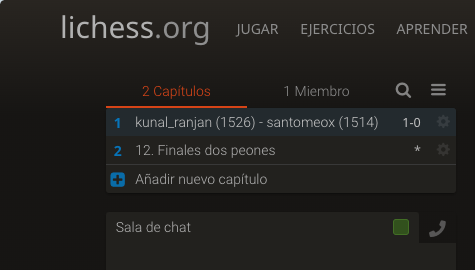 lichess.org JUGAR EJERCICIOS APRENDER
2 Capítulos 1 Miembro
1 kunal_ranjan (1526) - santomeox (1514) 1-0
2 12. Finales dos peones *
Añadir nuevo capítulo
Sala de chat